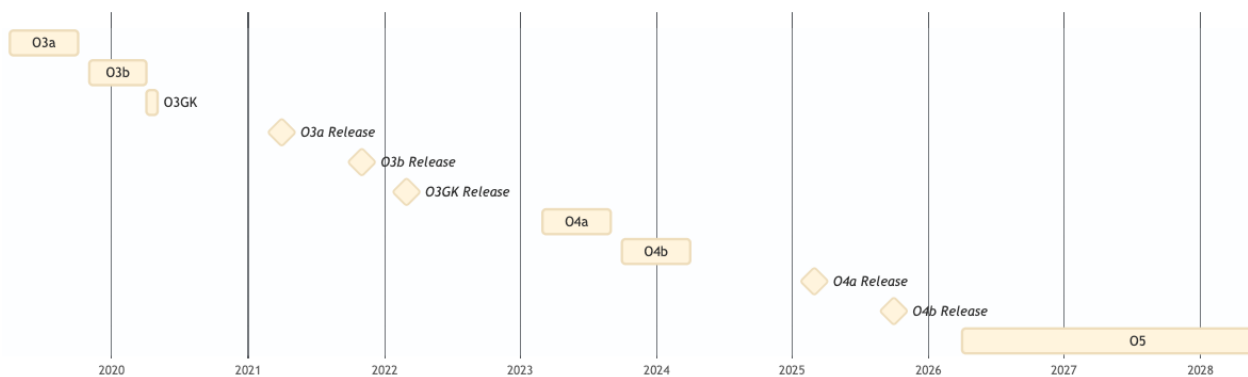 O3a
O3b
O3GK
O3a Release
O3b Release
O3GK Release
O4a
O4b
O4a Release
O4b Release
O5
2020 2021 2022 2023 2024 2025 2026 2027 2028